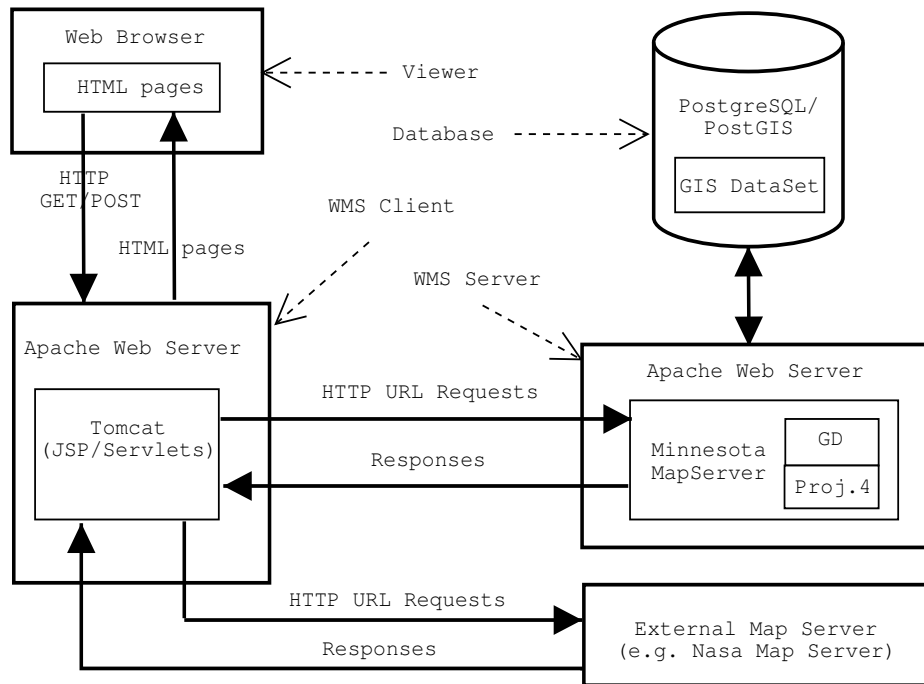 Web Browser
HTML pages
Viewer
PostgreSQL/
PostGIS
Database
GIS DataSet
HTTP
GET/POST
WMS Client
HTML pages
WMS Server
Apache Web Server
Apache Web Server
HTTP URL Requests
Tomcat
(JSP/Servlets)
Minnesota
MapServer
GD
Proj.4
Responses
HTTP URL Requests
External Map Server
(e.g. Nasa Map Server)
Responses